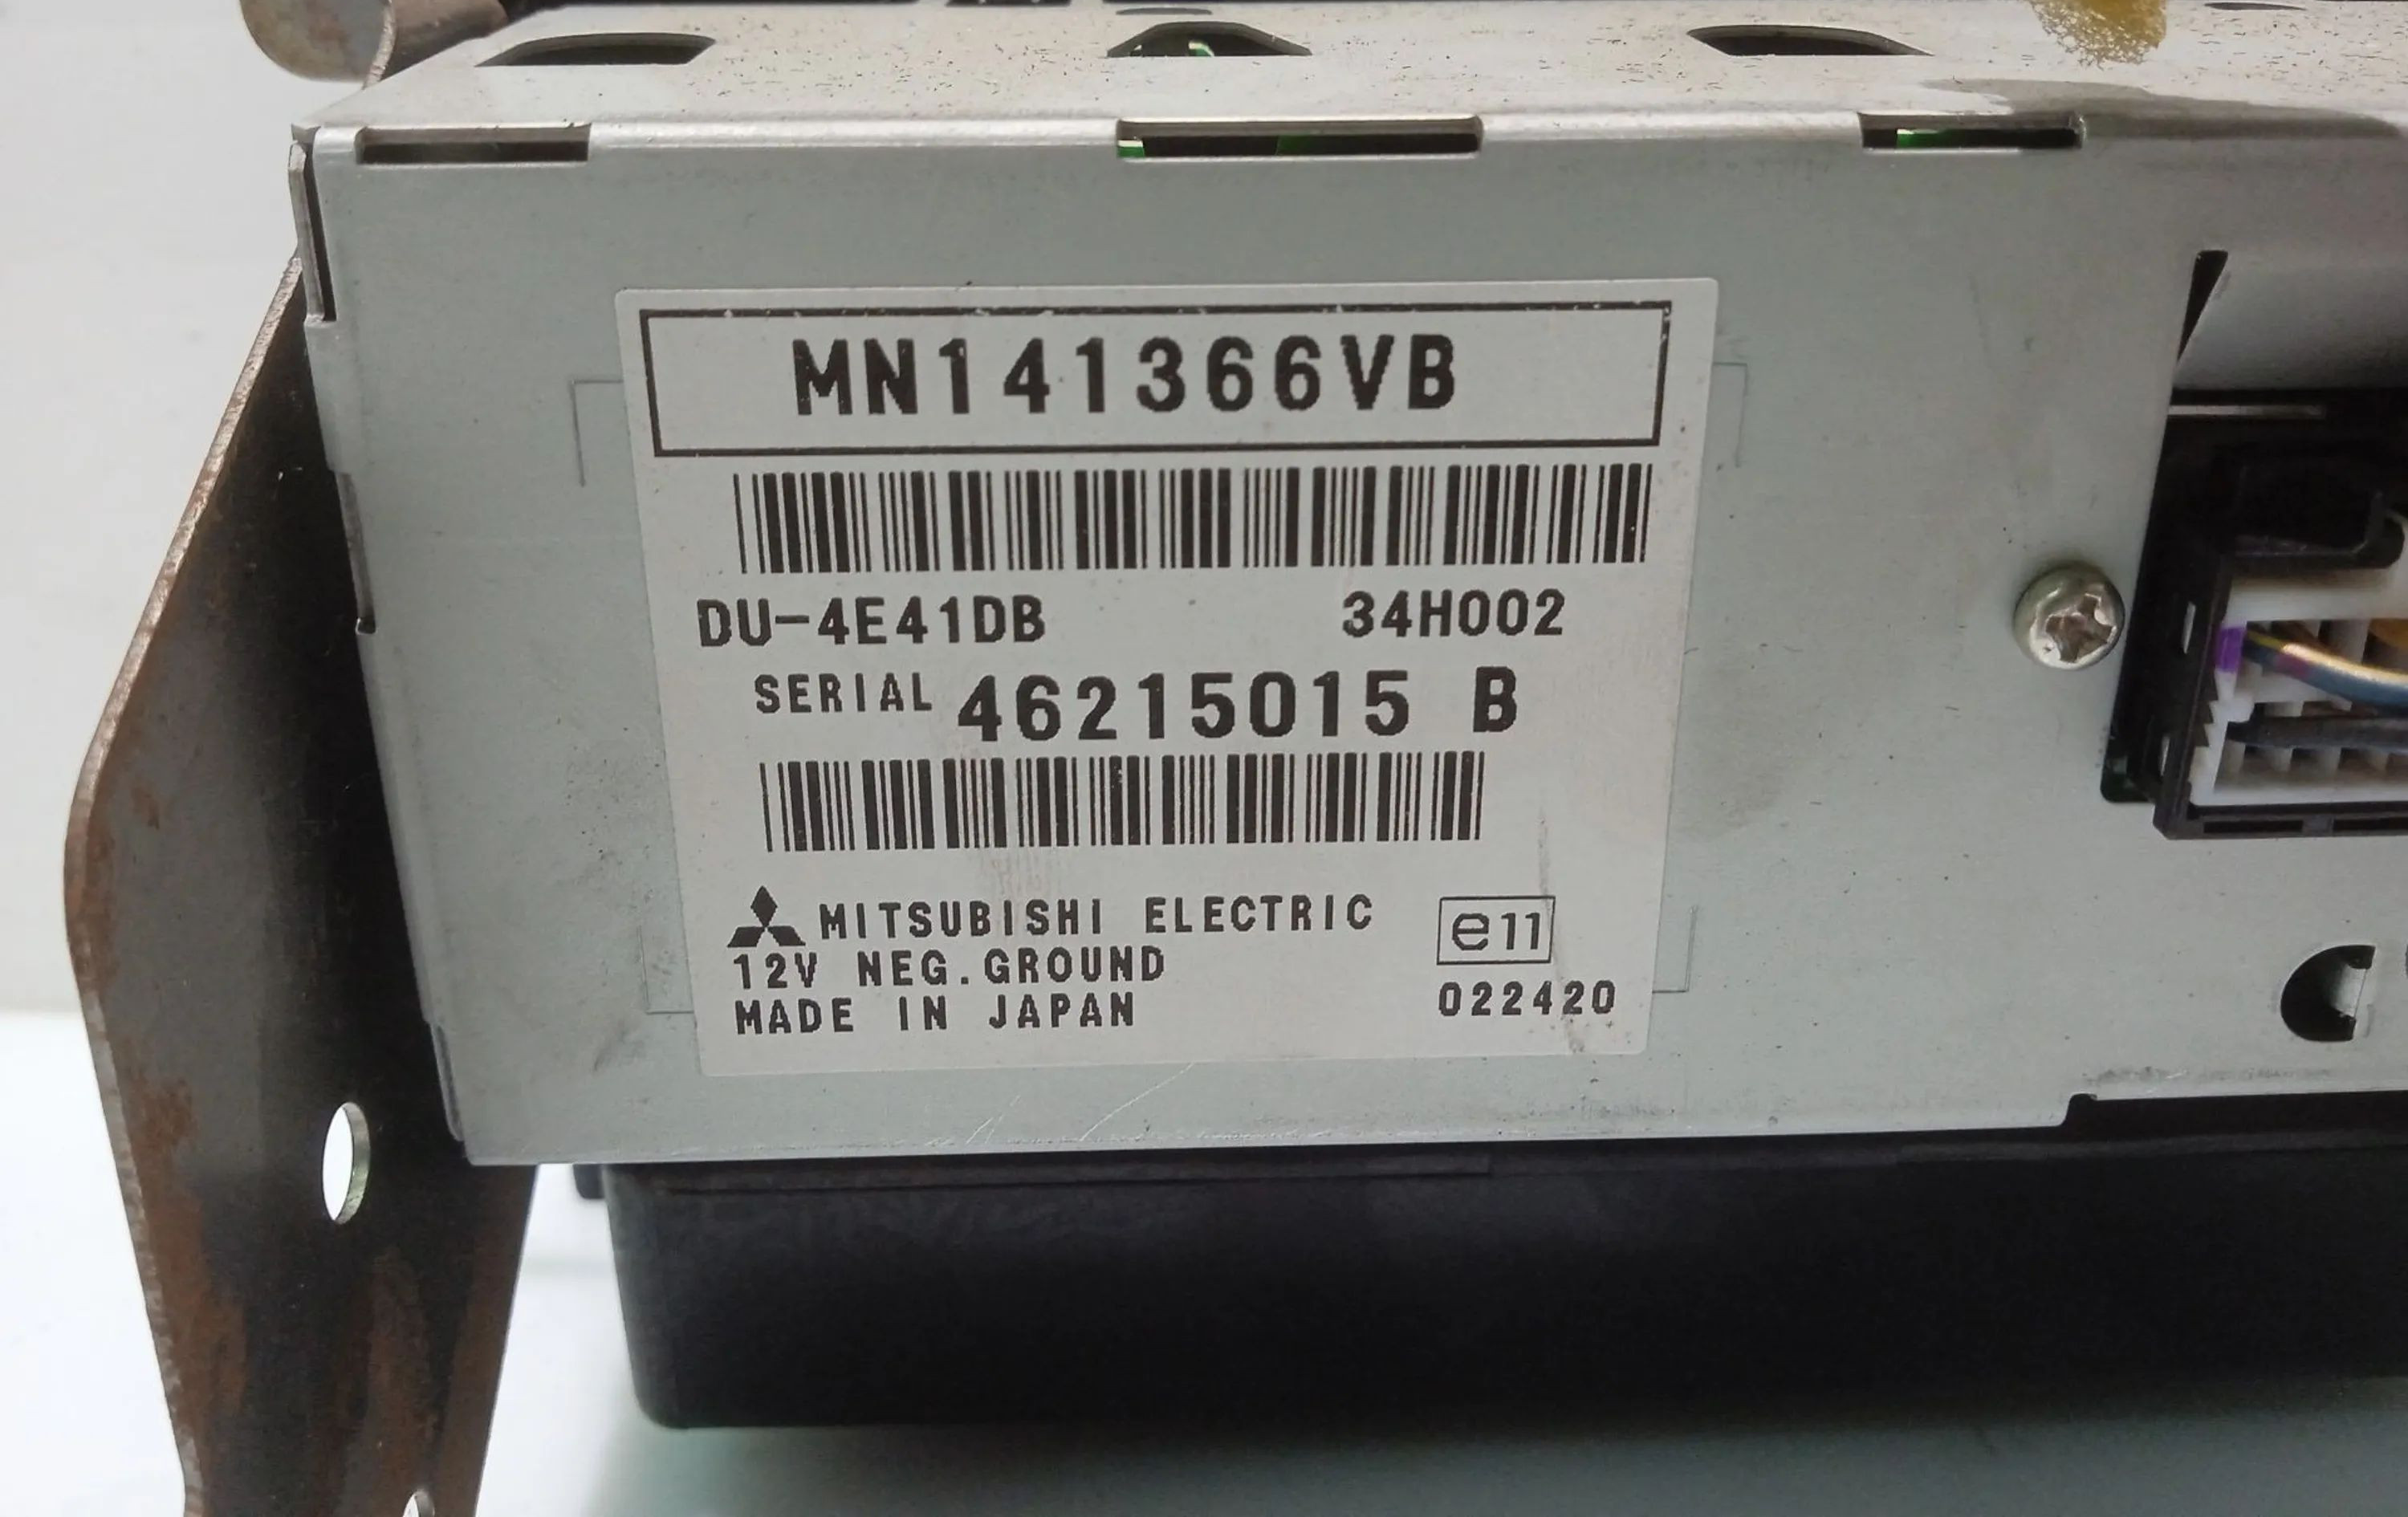 MN141366VB
DU-4E41DB 34H002
SERIAL 46215015 B
MITSUBISHI ELECTRIC e11
12V NEG.GROUND
MADE IN JAPAN 022420